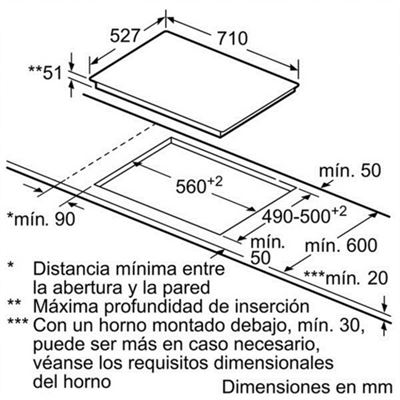 527
710
**51
mín. 50
560+2
490-500+2
*mín. 90
mín. 50
mín. 600
***mín. 20
* Distancia mínima entre
la abertura y la pared
** Máxima profundidad de inserción
*** Con un horno montado debajo, mín. 30,
puede ser más en caso necesario,
véanse los requisitos dimensionales
del horno
Dimensiones en mm